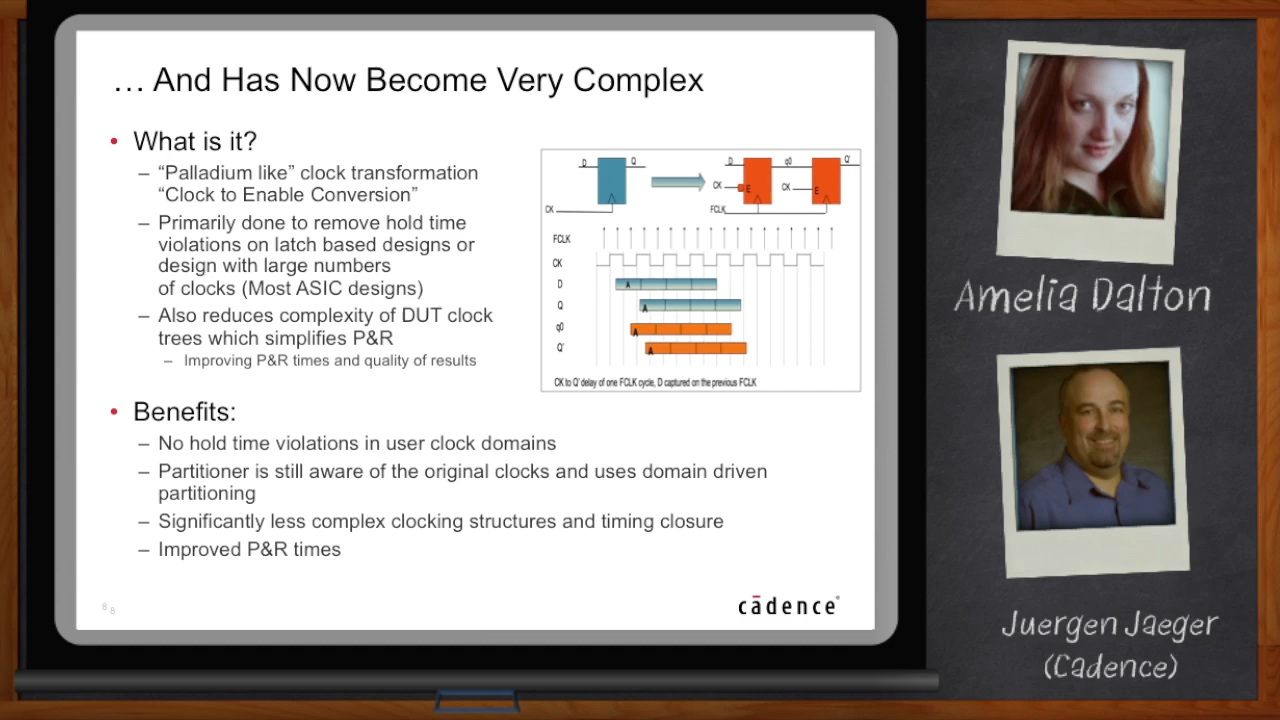 … And Has Now Become Very Complex
• What is it?
– “Palladium like” clock transformation
“Clock to Enable Conversion”
– Primarily done to remove hold time
violations on latch based designs or
design with large numbers
of clocks (Most ASIC designs)
– Also reduces complexity of DUT clock
trees which simplifies P&R
– Improving P&R times and quality of results
D Q D q0 Q'
CK E CK E
CK FCLK
FCLK
CK
D A
Q A
q0 A
Q' A
CK to Q' delay of one FCLK cycle, D captured on the previous FCLK
• Benefits:
– No hold time violations in user clock domains
– Partitioner is still aware of the original clocks and uses domain driven
partitioning
– Significantly less complex clocking structures and timing closure
– Improved P&R times
8 8
cādence®
Amelia Dalton
Juergen Jaeger
(Cadence)